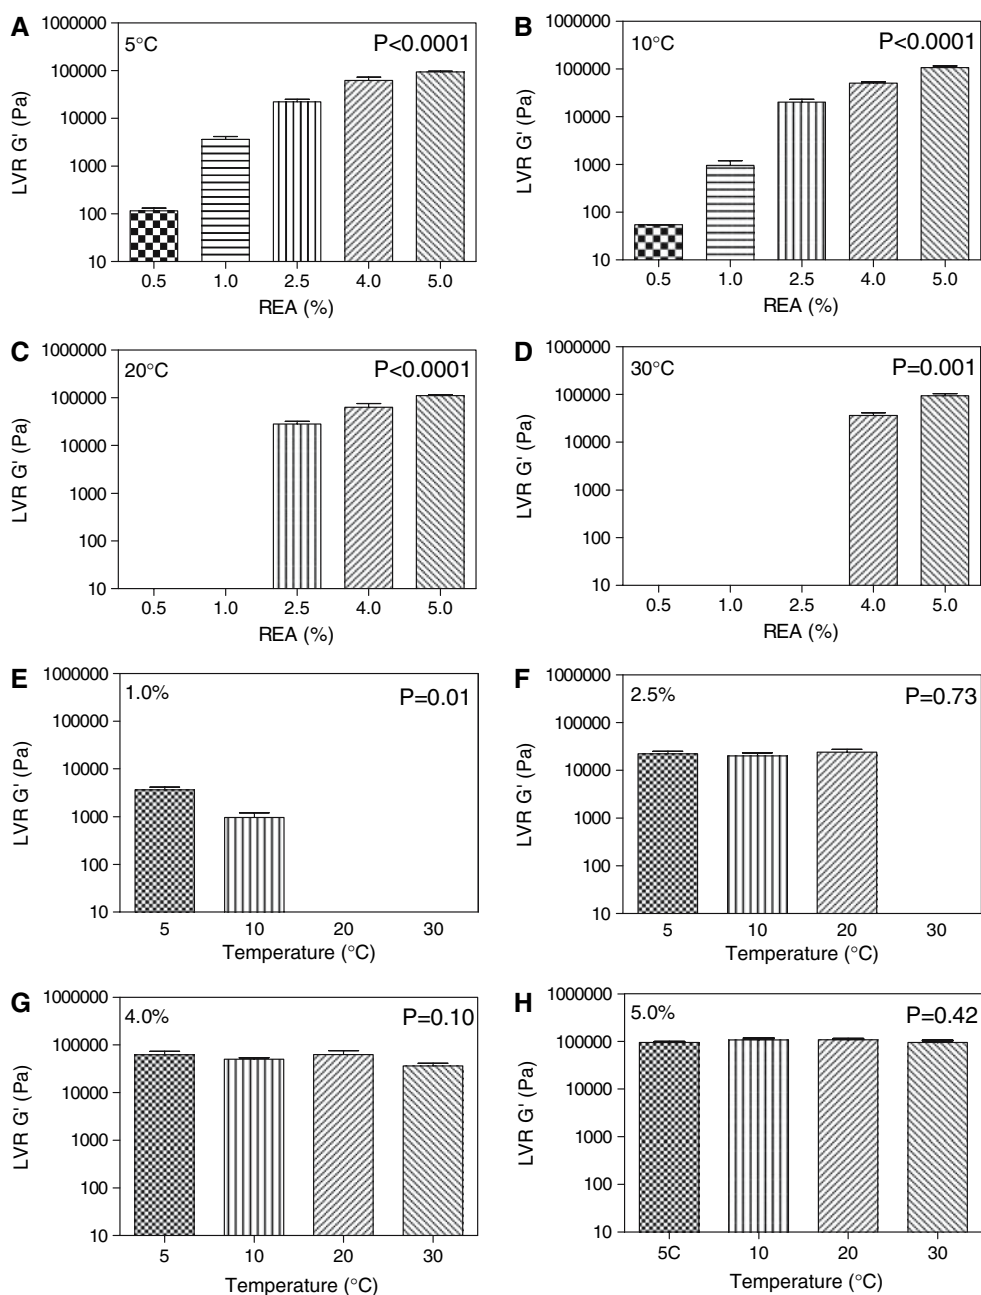 A
5°C
P<0.0001
LVR G' (Pa)
1000000
100000
10000
1000
100
10
0.5 1.0 2.5 4.0 5.0
REA (%)
B
10°C
P<0.0001
LVR G' (Pa)
1000000
100000
10000
1000
100
10
0.5 1.0 2.5 4.0 5.0
REA (%)
C
20°C
P<0.0001
LVR G' (Pa)
1000000
100000
10000
1000
100
10
0.5 1.0 2.5 4.0 5.0
REA (%)
D
30°C
P=0.001
LVR G' (Pa)
1000000
100000
10000
1000
100
10
0.5 1.0 2.5 4.0 5.0
REA (%)
E
1.0%
P=0.01
LVR G' (Pa)
1000000
100000
10000
1000
100
10
5 10 20 30
Temperature (°C)
F
2.5%
P=0.73
LVR G' (Pa)
1000000
100000
10000
1000
100
10
5 10 20 30
Temperature (°C)
G
4.0%
P=0.10
LVR G' (Pa)
1000000
100000
10000
1000
100
10
5 10 20 30
Temperature (°C)
H
5.0%
P=0.42
LVR G' (Pa)
1000000
100000
10000
1000
100
10
5C 10 20 30
Temperature (°C)